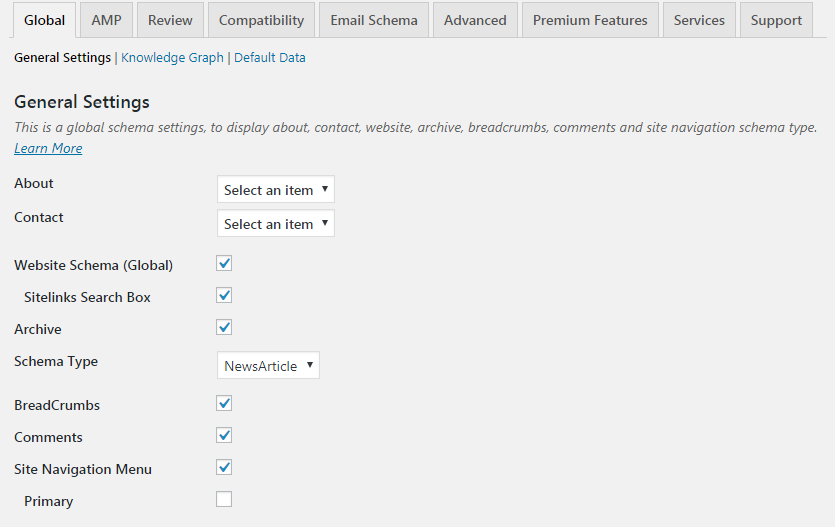 Global AMP Review Compatibility Email Schema Advanced Premium Features Services Support
General Settings | Knowledge Graph | Default Data
General Settings
This is a global schema settings, to display about, contact, website, archive, breadcrumbs, comments and site navigation schema type.
Learn More
About Select an item
Contact Select an item
Website Schema (Global)
Sitelinks Search Box
Archive
Schema Type NewsArticle
BreadCrumbs
Comments
Site Navigation Menu
Primary